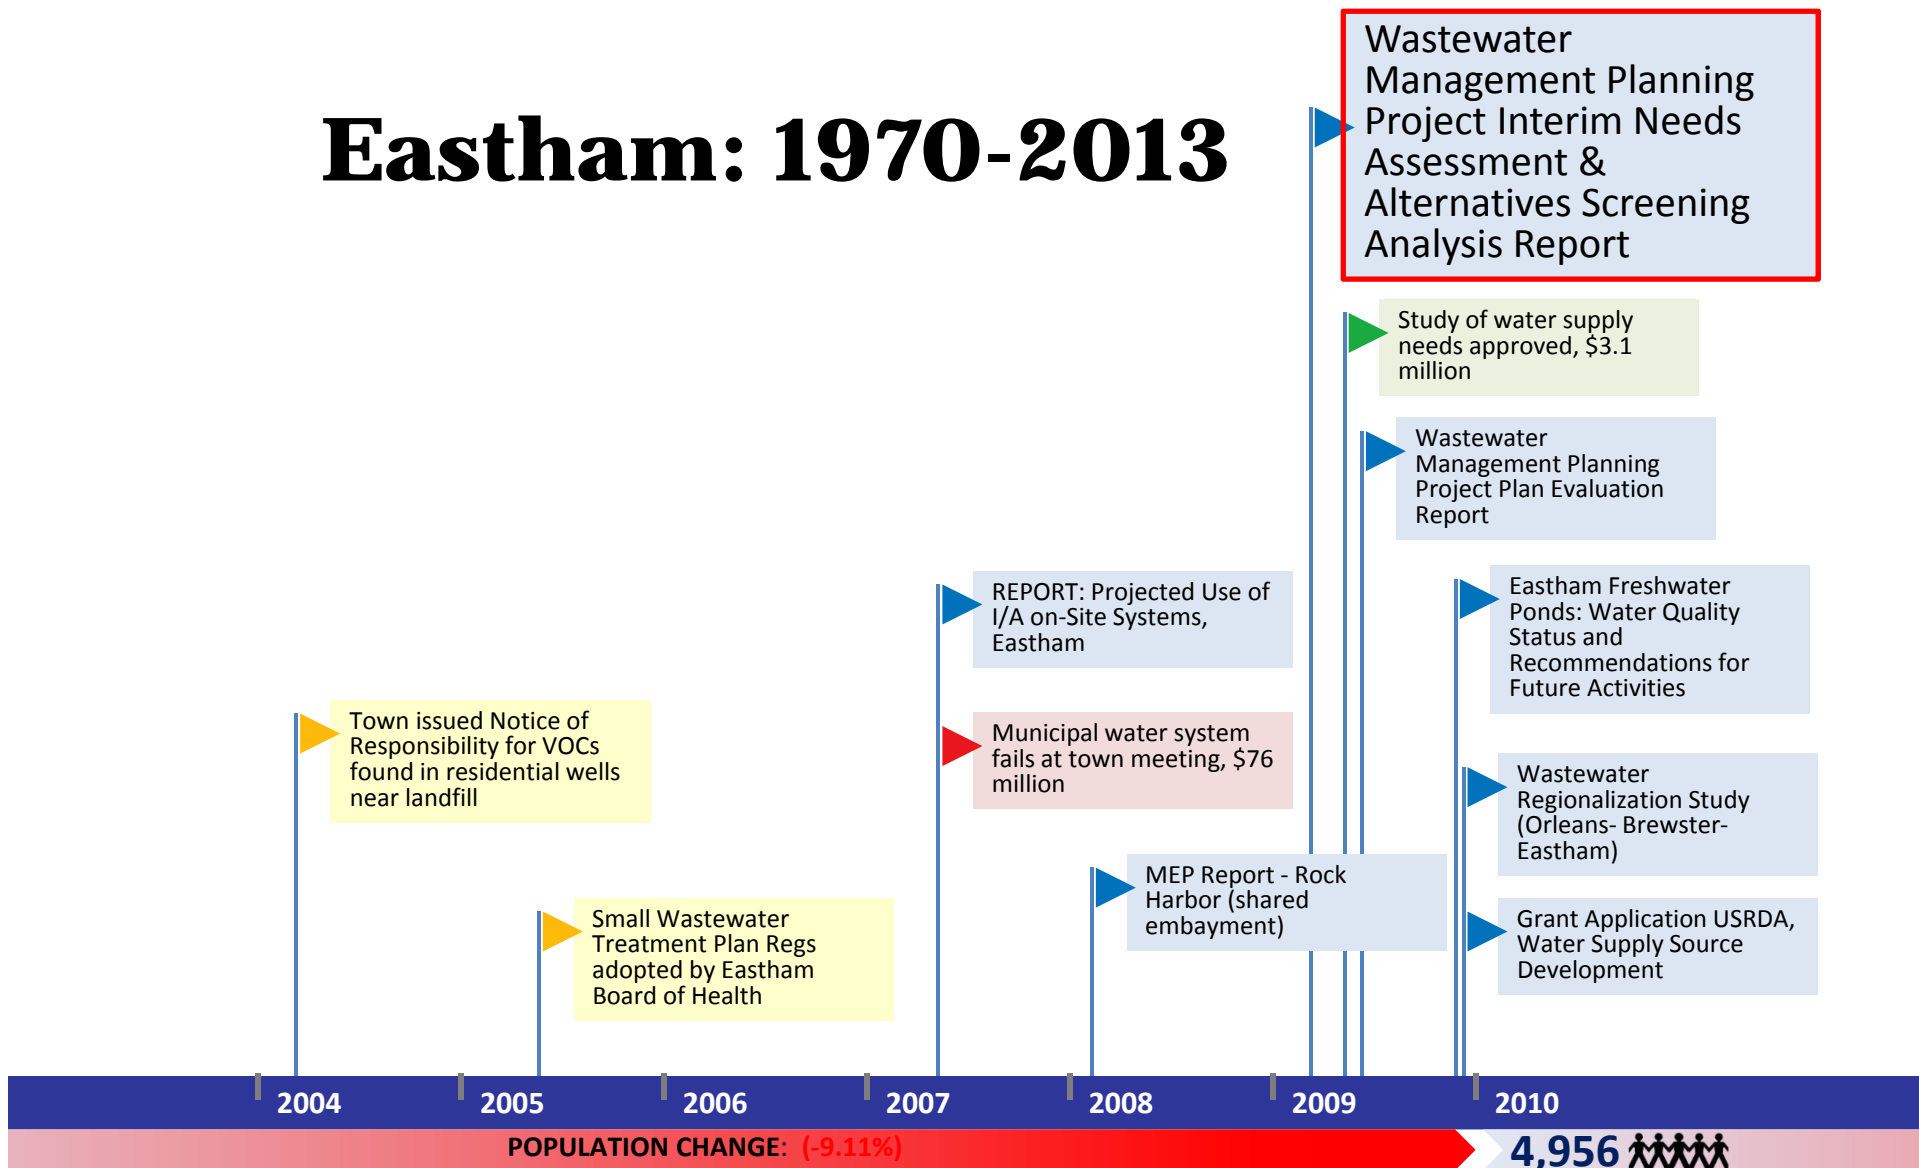 Eastham: 1970-2013
Wastewater
Management Planning
Project Interim Needs
Assessment &
Alternatives Screening
Analysis Report
Study of water supply
needs approved, $3.1
million
Wastewater
Management Planning
Project Plan Evaluation
Report
REPORT: Projected Use of
I/A on-Site Systems,
Eastham
Eastham Freshwater
Ponds: Water Quality
Status and
Recommendations for
Future Activities
Town issued Notice of
Responsibility for VOCs
found in residential wells
near landfill
Municipal water system
fails at town meeting, $76
million
Wastewater
Regionalization Study
(Orleans- Brewster-
Eastham)
MEP Report - Rock
Harbor (shared
embayment)
Small Wastewater
Treatment Plan Regs
adopted by Eastham
Board of Health
Grant Application USRDA,
Water Supply Source
Development
2004 2005 2006 2007 2008 2009 2010
POPULATION CHANGE: (-9.11%) 4,956